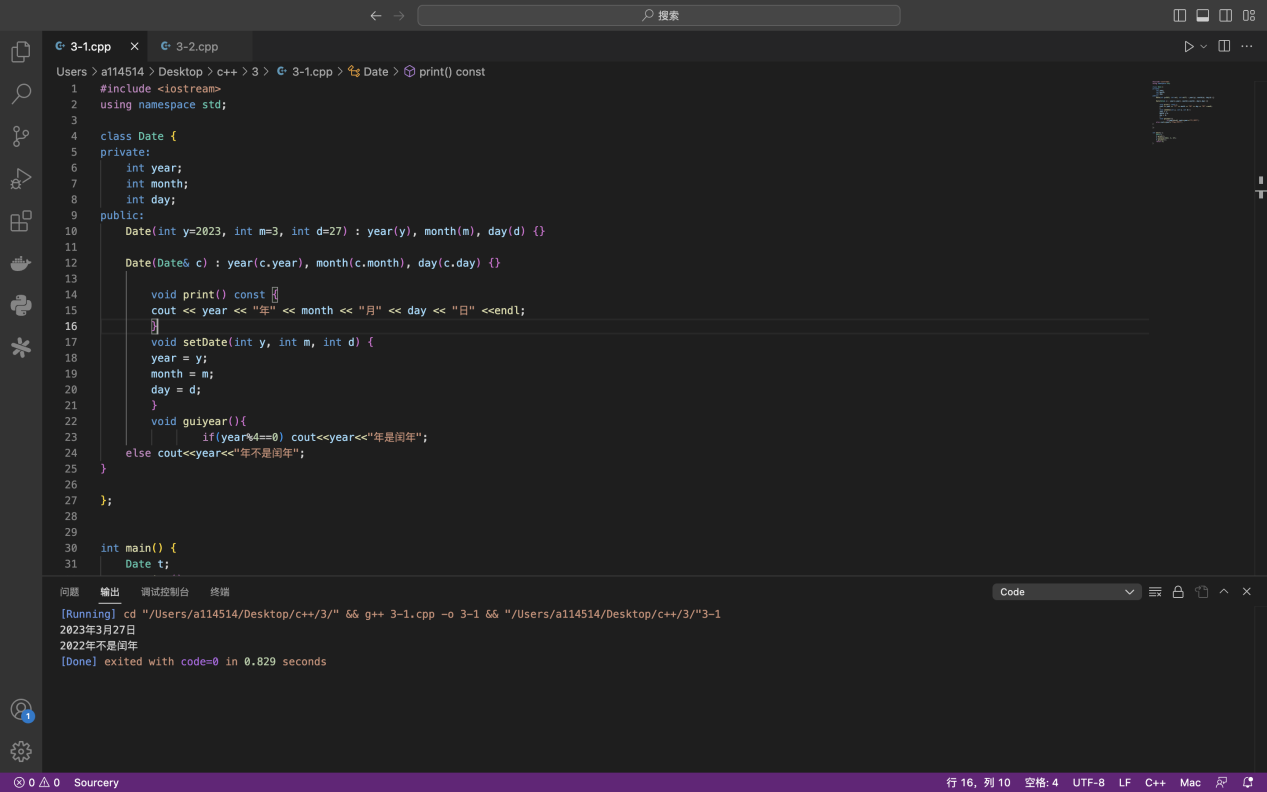 搜索
3-1.cpp
3-2.cpp
Users > a114514 > Desktop > c++ > 3 > 3-1.cpp > Date > print() const
1 #include <iostream>
2 using namespace std;
3
4 class Date {
5 private:
6 int year;
7 int month;
8 int day;
9 public:
10 Date(int y=2023, int m=3, int d=27) : year(y), month(m), day(d) {}
11
12 Date(Date& c) : year(c.year), month(c.month), day(c.day) {}
13
14 void print() const {
15 cout << year << "年" << month << "月" << day << "日" <<endl;
16 }
17 void setDate(int y, int m, int d) {
18 year = y;
19 month = m;
20 day = d;
21 }
22 void guiyear(){
23 if(year%4==0) cout<<year<<"年是闰年";
24 else cout<<year<<"年不是闰年";
25 }
26
27 };
28
29
30 int main() {
31 Date t;
问题 输出 调试控制台 终端
Code
[Running] cd "/Users/a114514/Desktop/c++/3/" && g++ 3-1.cpp -o 3-1 && "/Users/a114514/Desktop/c++/3/"3-1
2023年3月27日
2022年不是闰年
[Done] exited with code=0 in 0.829 seconds
1
0 0 Sourcery
行 16，列 10 空格: 4 UTF-8 LF C++ Mac